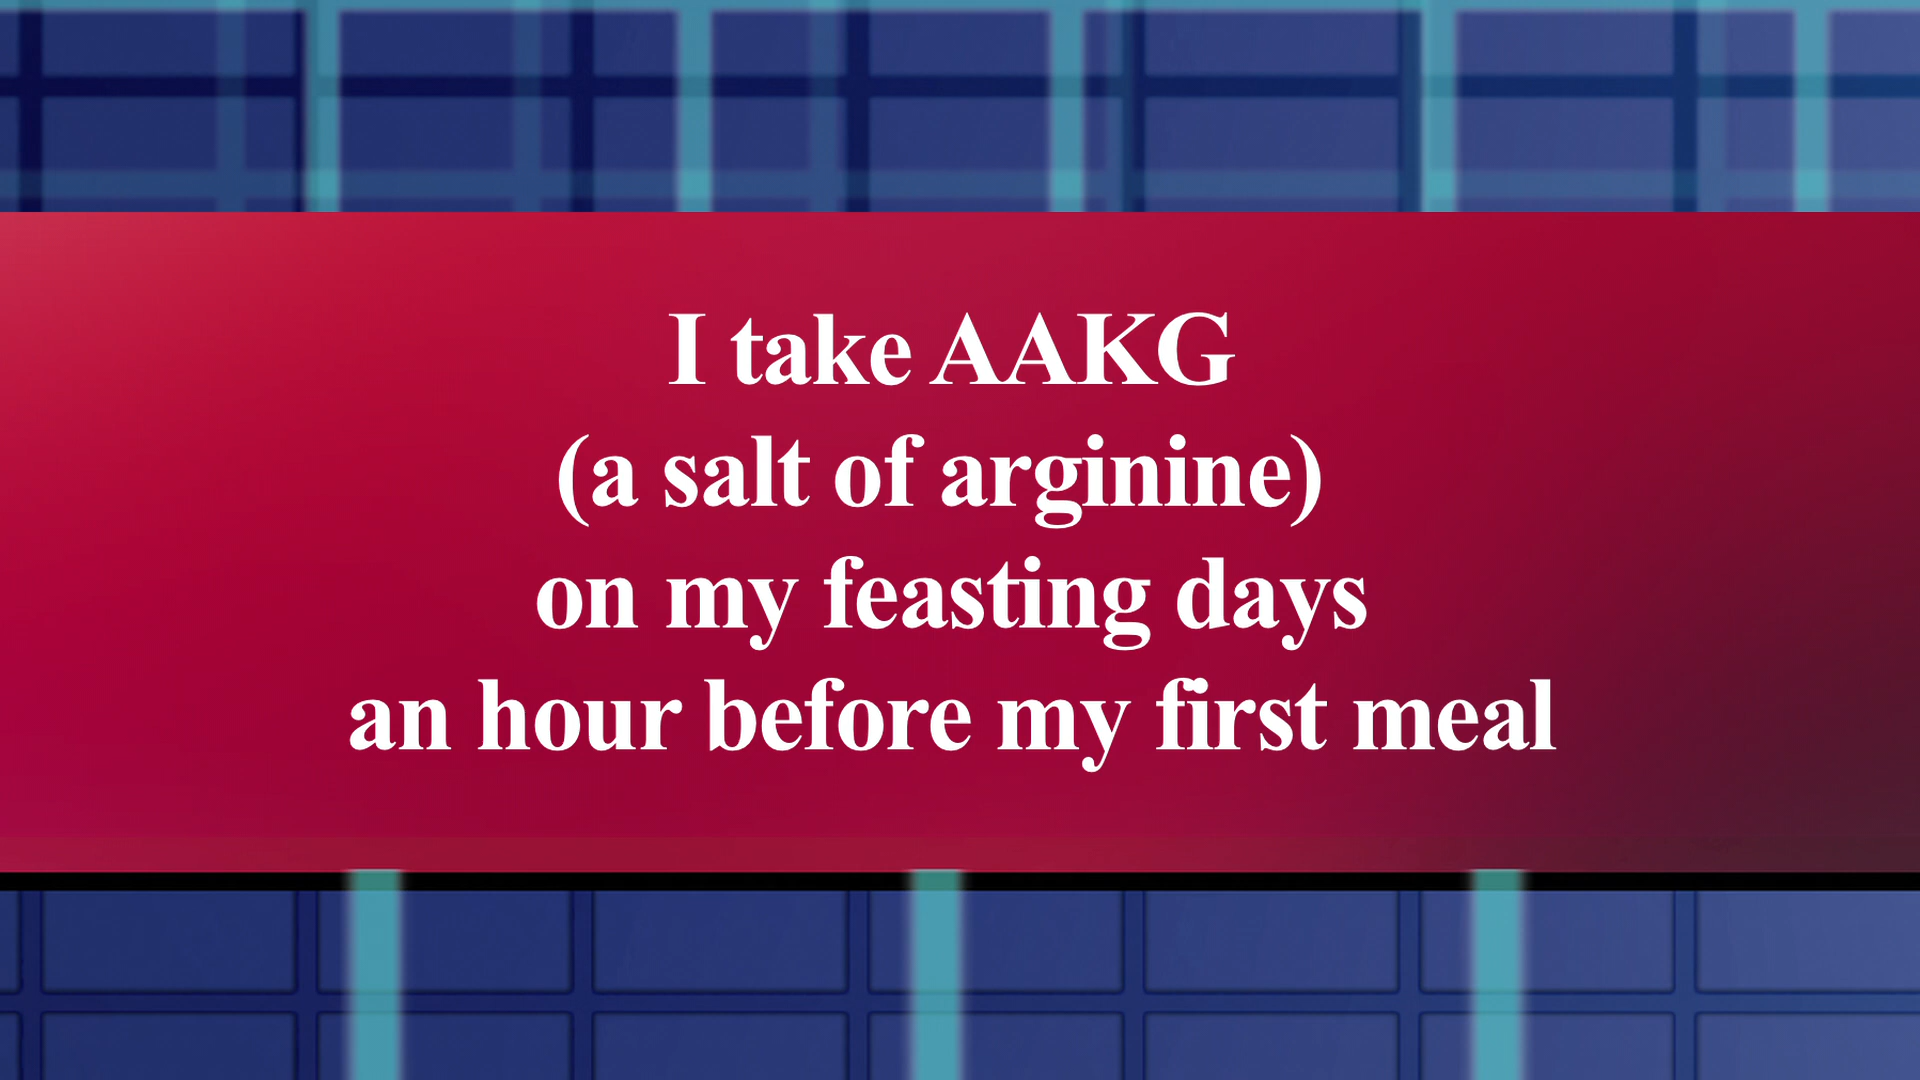 I take AAKG
(a salt of arginine)
on my feasting days
an hour before my first meal